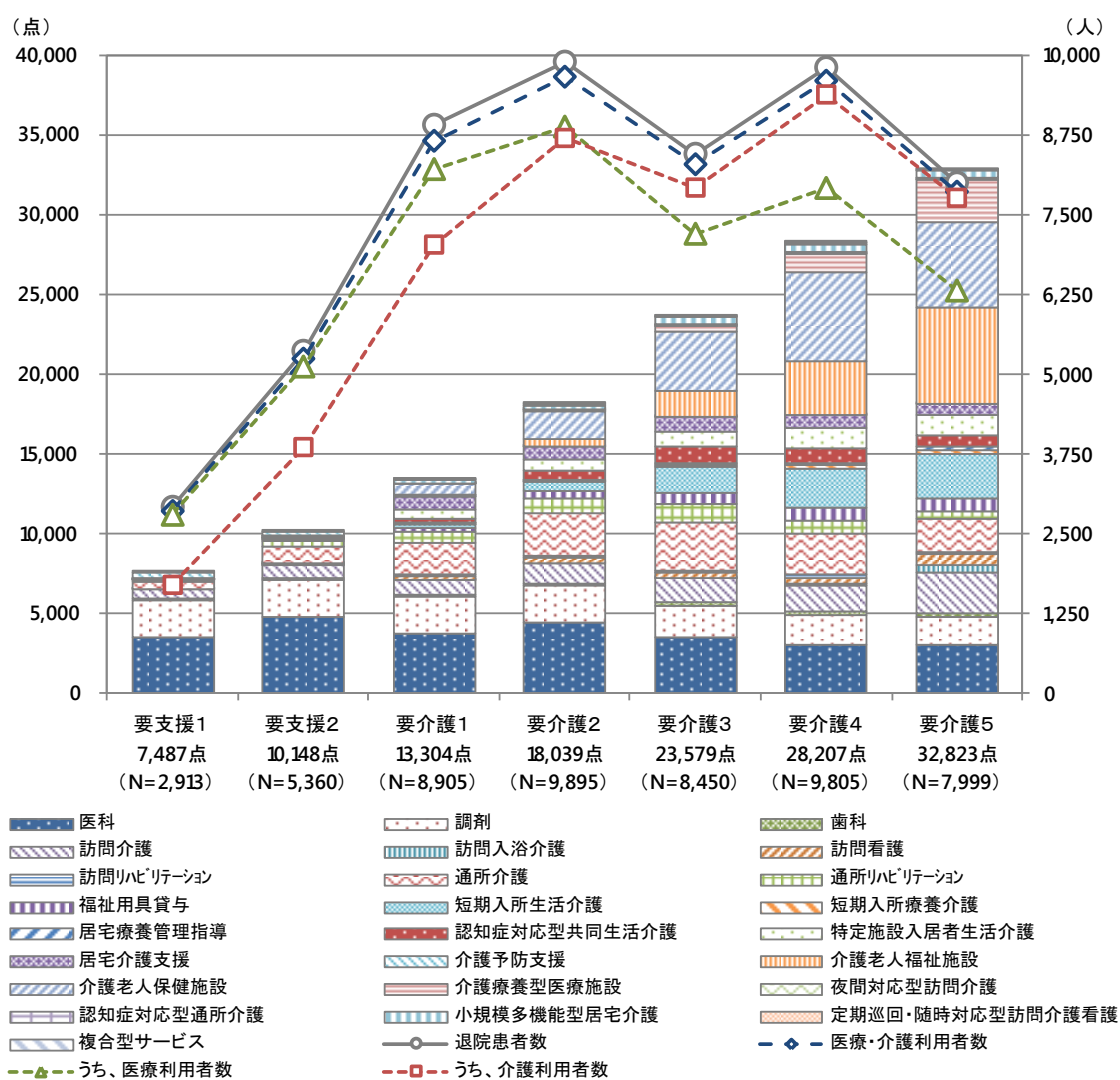 (点) (人)
40,000 10,000
35,000 8,750
30,000 7,500
25,000 6,250
20,000 5,000
15,000 3,750
10,000 2,500
5,000 1,250
0 0
要支援1 要支援2 要介護1 要介護2 要介護3 要介護4 要介護5
7,487点 10,148点 13,304点 18,039点 23,579点 28,207点 32,823点
(N=2,913) (N=5,360) (N=8,905) (N=9,895) (N=8,450) (N=9,805) (N=7,999)
医科 調剤 歯科
訪問介護 訪問入浴介護 訪問看護
訪問リハビリテーション 通所介護 通所リハビリテーション
福祉用具貸与 短期入所生活介護 短期入所療養介護
居宅療養管理指導 認知症対応型共同生活介護 特定施設入居者生活介護
居宅介護支援 介護予防支援 介護老人福祉施設
介護老人保健施設 介護療養型医療施設 夜間対応型訪問介護
認知症対応型通所介護 小規模多機能型居宅介護 定期巡回・随時対応型訪問介護看護
複合型サービス 退院患者数 医療・介護利用者数
うち、医療利用者数 うち、介護利用者数